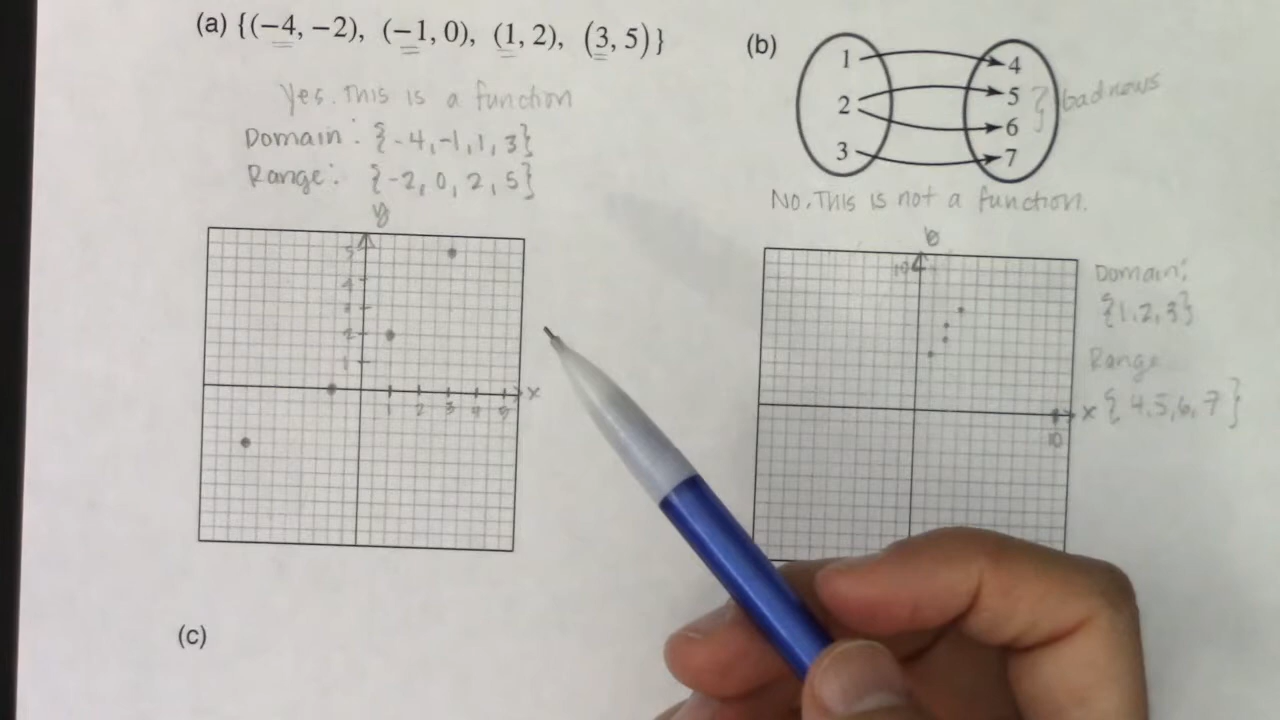 (a) {(−4, −2), (−1, 0), (1, 2), (3, 5)}
Yes. This is a function
Domain: {-4, -1, 1, 3}
Range: {-2, 0, 2, 5}
y
5
4
3
2
1
x
1 2 3 4 5
(b)
1 4
2 5
6
3 7
} bad news
No, This is not a function.
10
x
10
Domain:
{1, 2, 3}
Range
{4, 5, 6, 7}
(c)